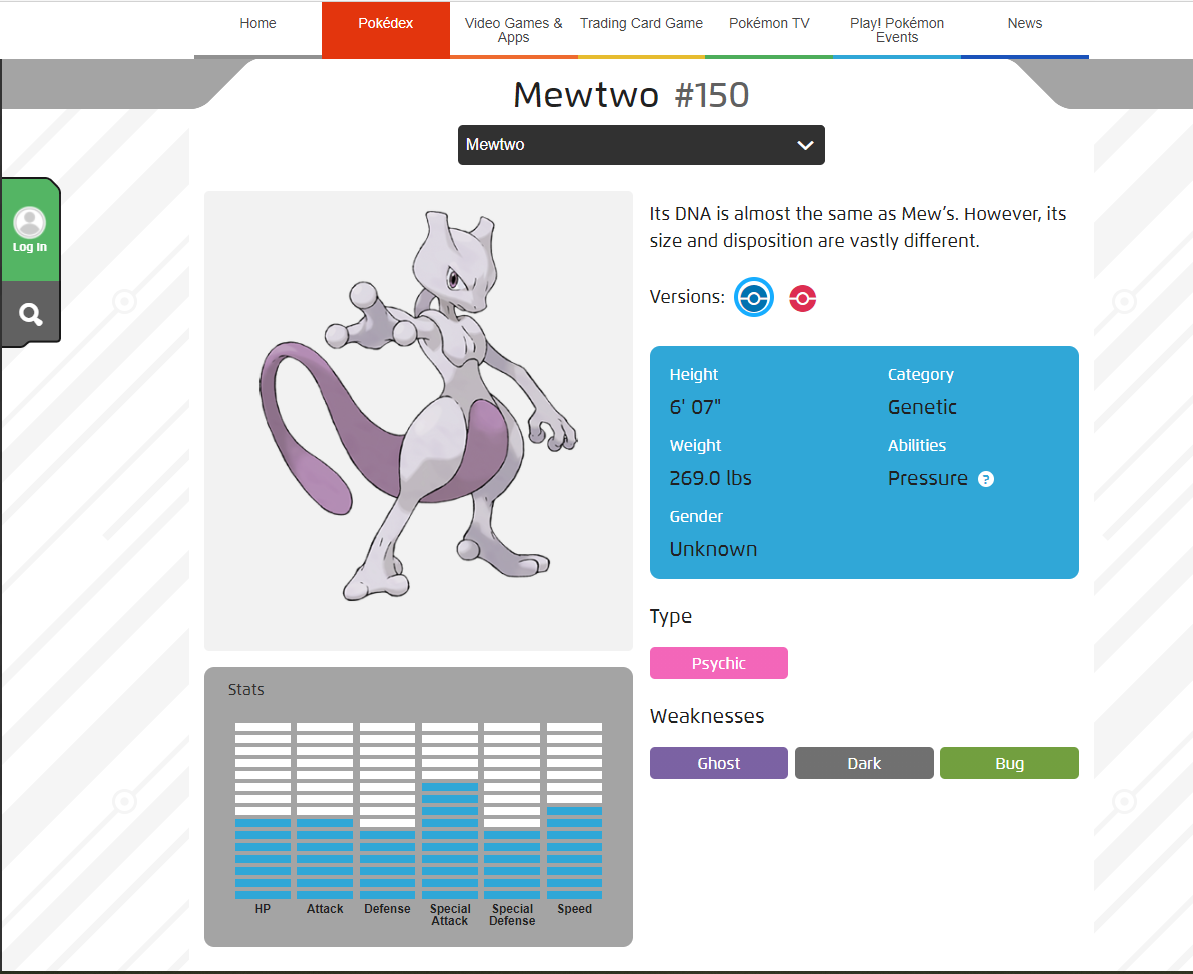 Home
Pokédex
Video Games &
Apps
Trading Card Game
Pokémon TV
Play! Pokémon
Events
News
Mewtwo #150
Mewtwo
Log In
Its DNA is almost the same as Mew’s. However, its
size and disposition are vastly different.
Versions:
Height
6' 07"
Weight
269.0 lbs
Gender
Unknown
Category
Genetic
Abilities
Pressure ?
Type
Psychic
Weaknesses
Ghost
Dark
Bug
Stats
HP
Attack
Defense
Special
Attack
Special
Defense
Speed